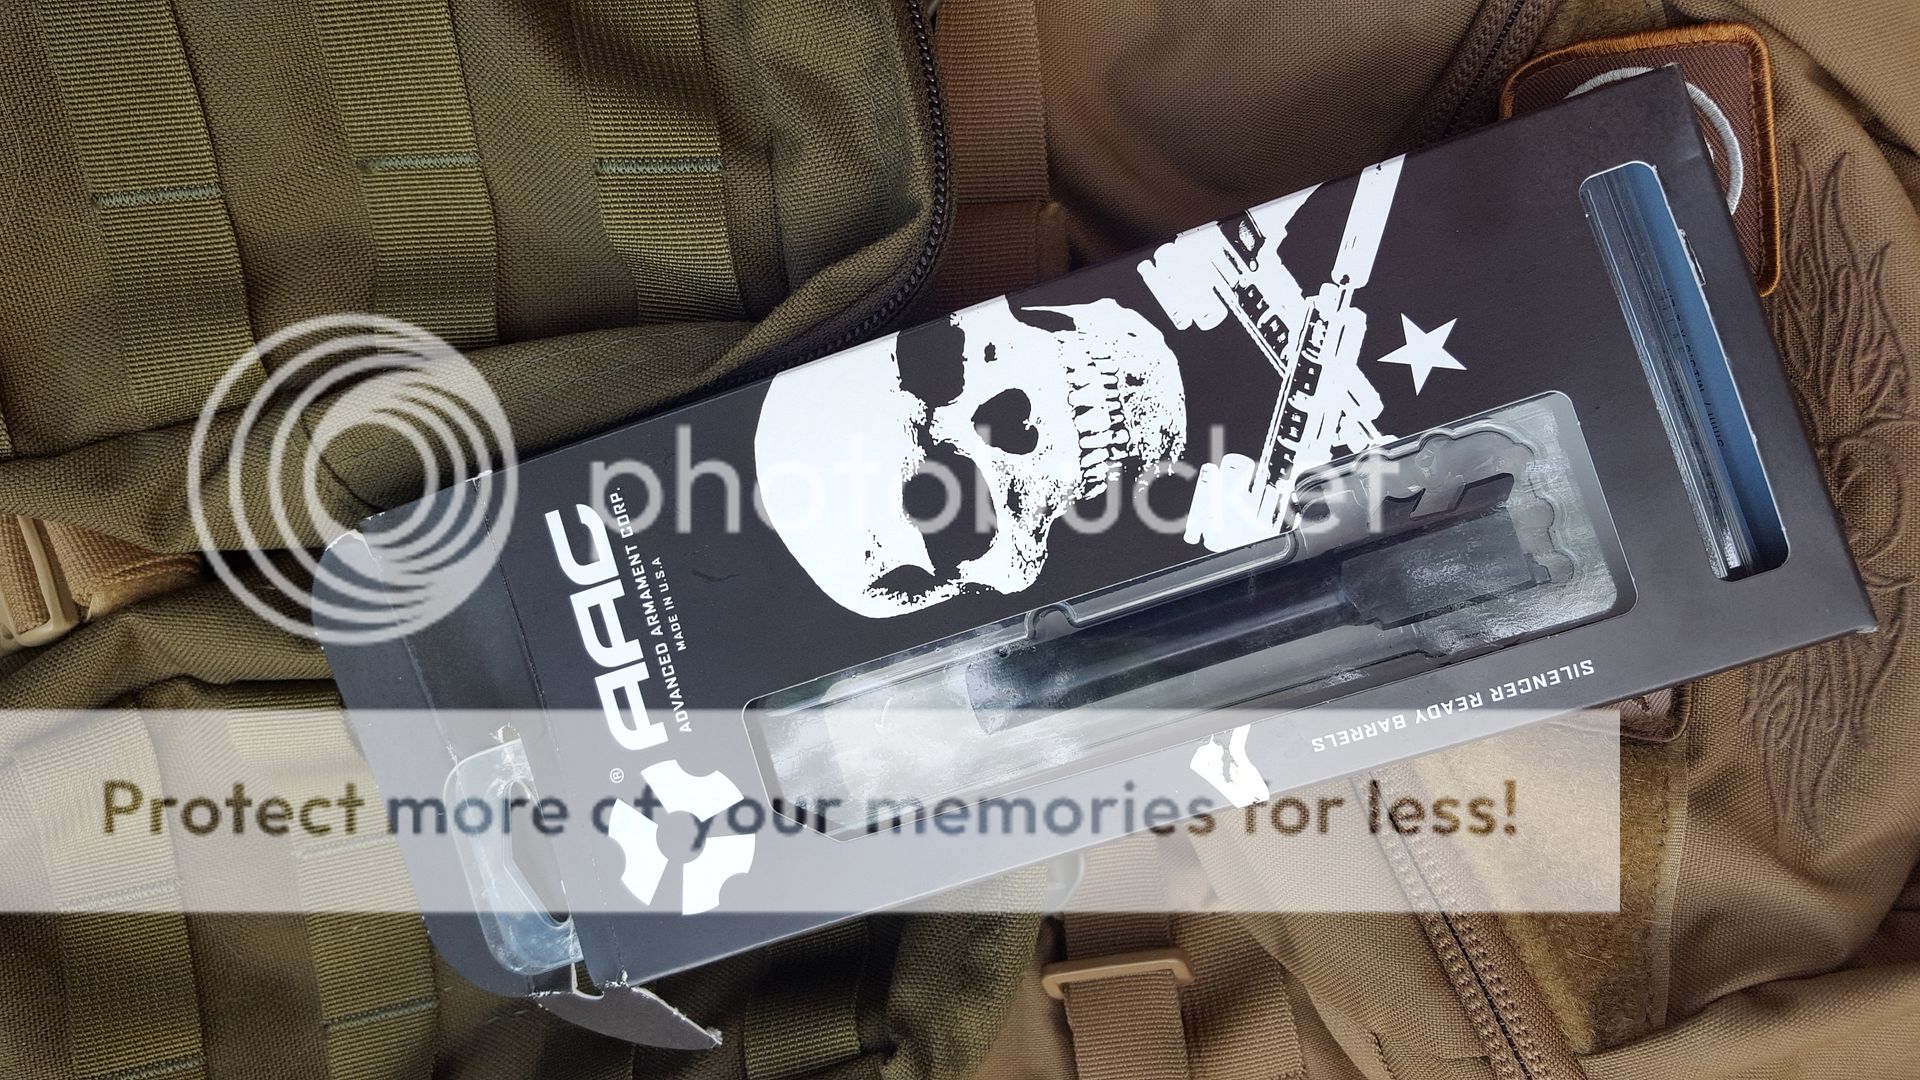 photobucket
AAC
®
ADVANCED ARMAMENT CORP.
MADE IN U.S.A
SILENCER READY BARRELS
Protect more of your memories for less!